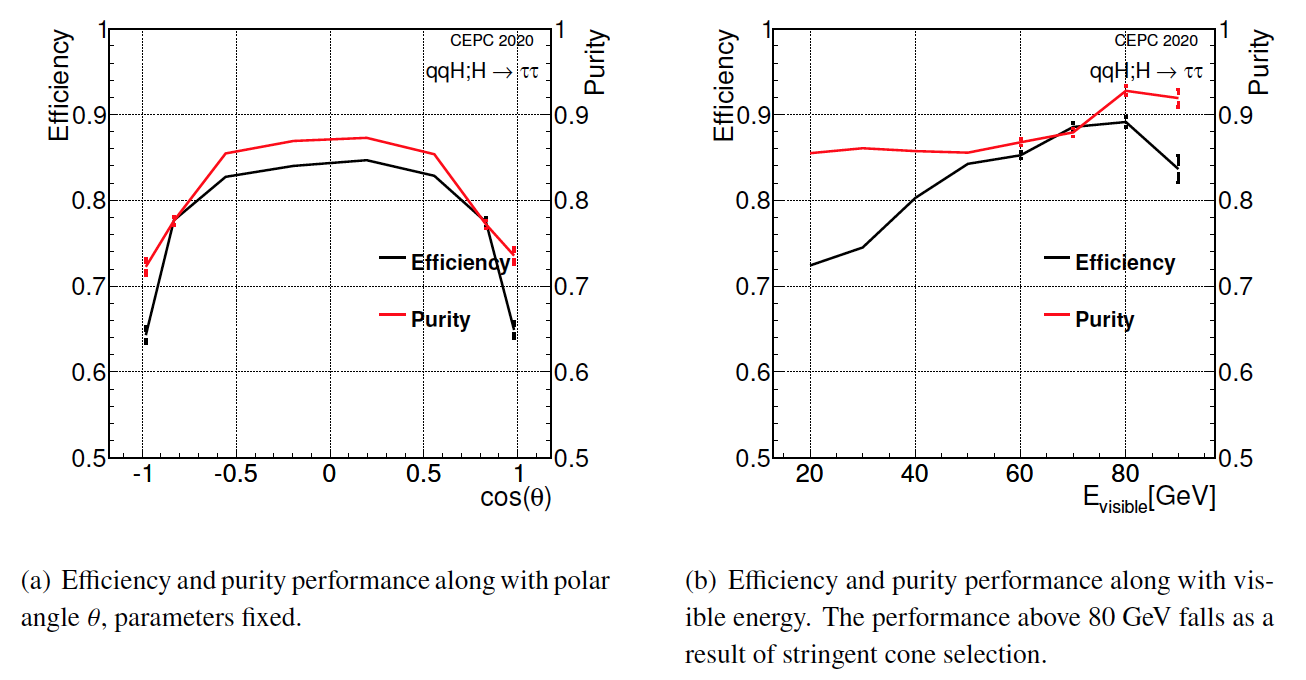 CEPC 2020
qqH;H → ττ
Efficiency
Purity
1
0.9
0.8
0.7
0.6
0.5
1
0.9
0.8
0.7
0.6
0.5
Efficiency
Purity
-1 -0.5 0 0.5 1
cos(θ)
(a) Efficiency and purity performance along with polar
angle θ, parameters fixed.
CEPC 2020
qqH;H → ττ
Efficiency
Purity
1
0.9
0.8
0.7
0.6
0.5
1
0.9
0.8
0.7
0.6
0.5
Efficiency
Purity
20 40 60 80
E_visible[GeV]
(b) Efficiency and purity performance along with vis-
ible energy. The performance above 80 GeV falls as a
result of stringent cone selection.